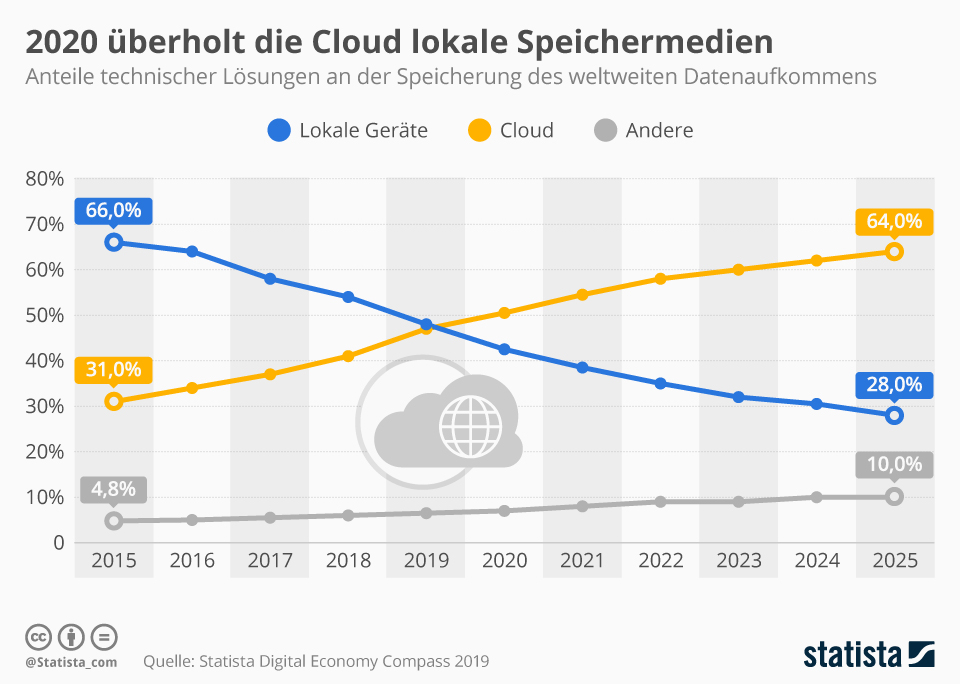 2020 überholt die Cloud lokale Speichermedien
Anteile technischer Lösungen an der Speicherung des weltweiten Datenaufkommens
Lokale Geräte Cloud Andere
80%
66,0%
70%
64,0%
60%
50%
40%
31,0%
28,0%
30%
20%
10,0%
4,8%
10%
0
2015 2016 2017 2018 2019 2020 2021 2022 2023 2024 2025
cc
@Statista_com
Quelle: Statista Digital Economy Compass 2019
statista